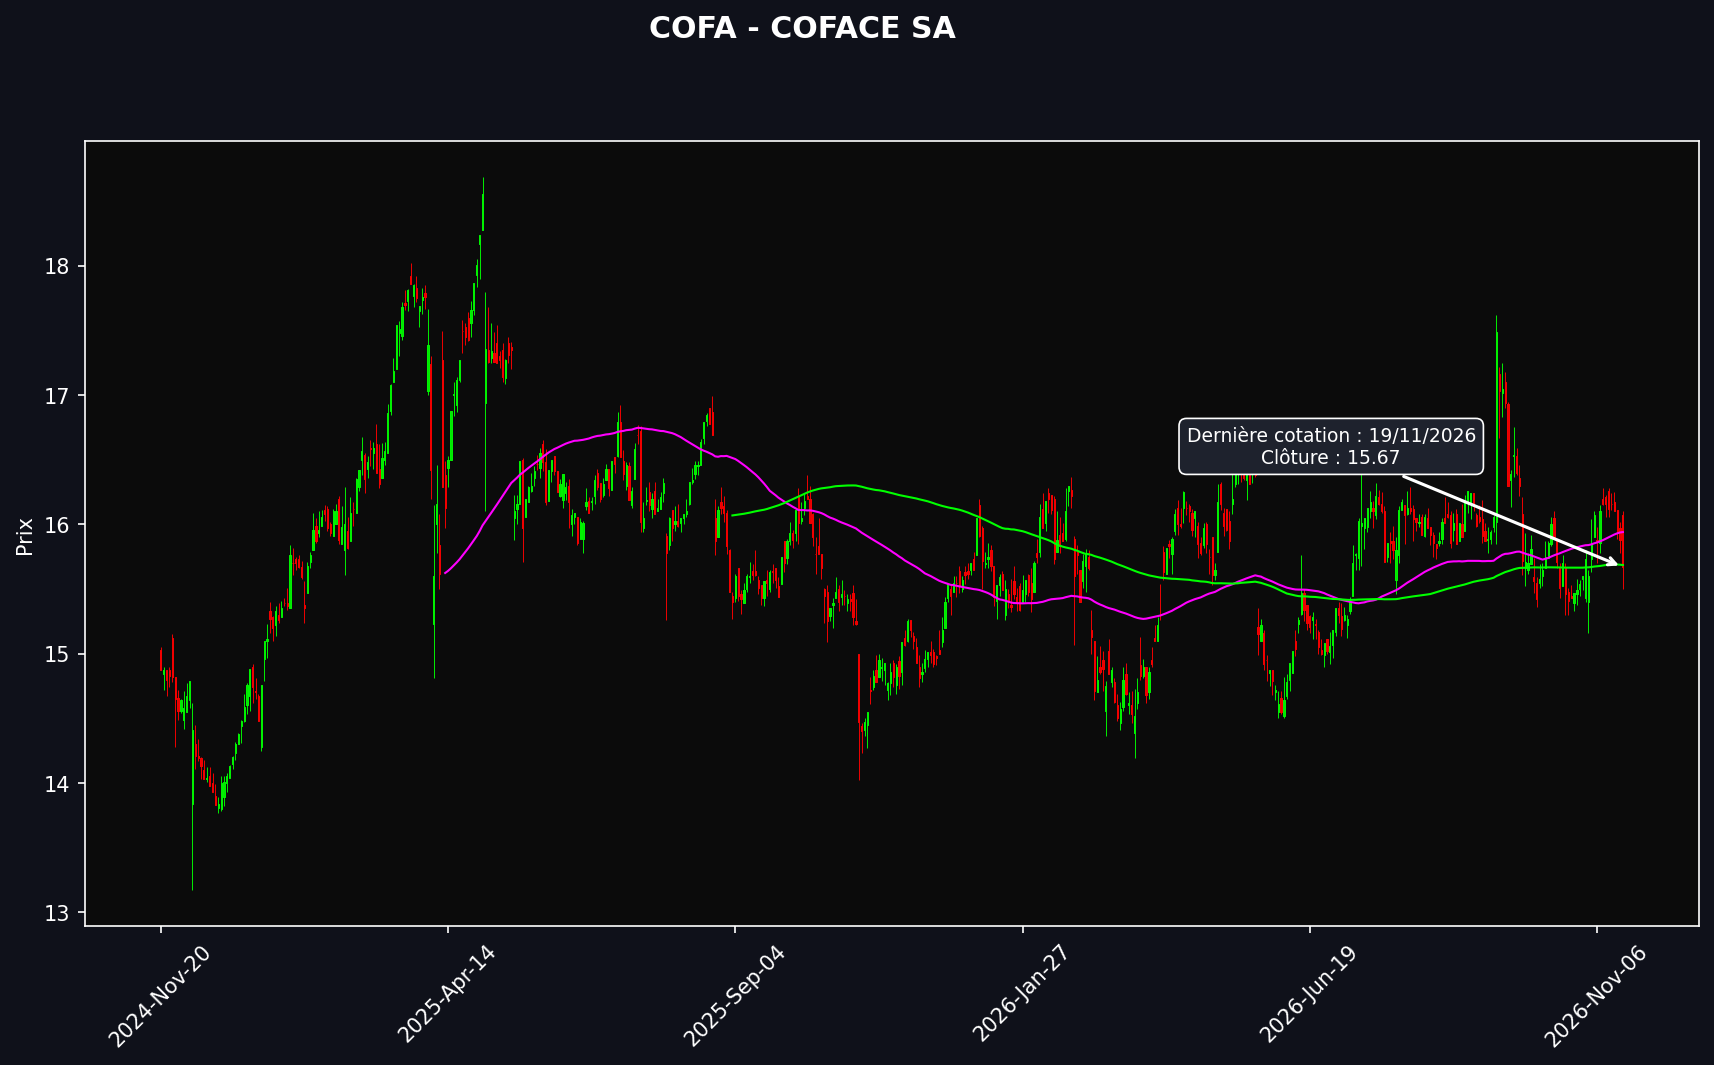 COFA - COFACE SA
Prix
18
17
16
15
14
13
Dernière cotation : 19/11/2026
Clôture : 15.67
2024-Nov-20
2025-Apr-14
2025-Sep-04
2026-Jan-27
2026-Jun-19
2026-Nov-06